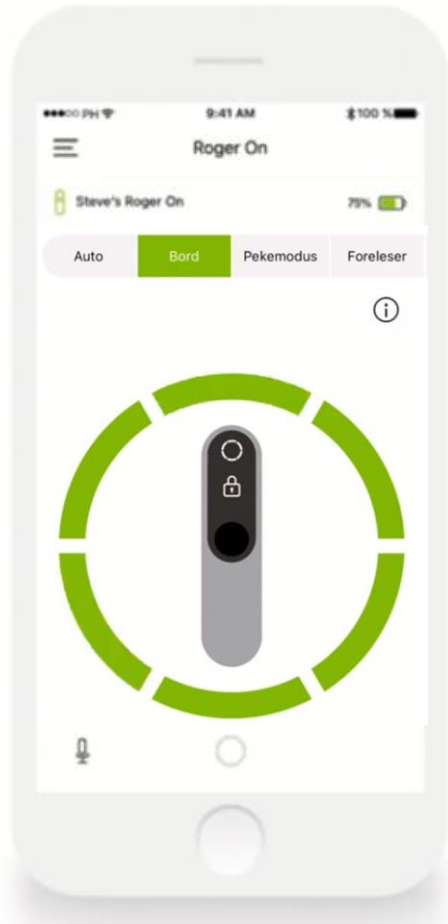 PH 9:41 AM 100 %
Roger On
Steve's Roger On 75%
Auto Bord Pekemodus Foreleser